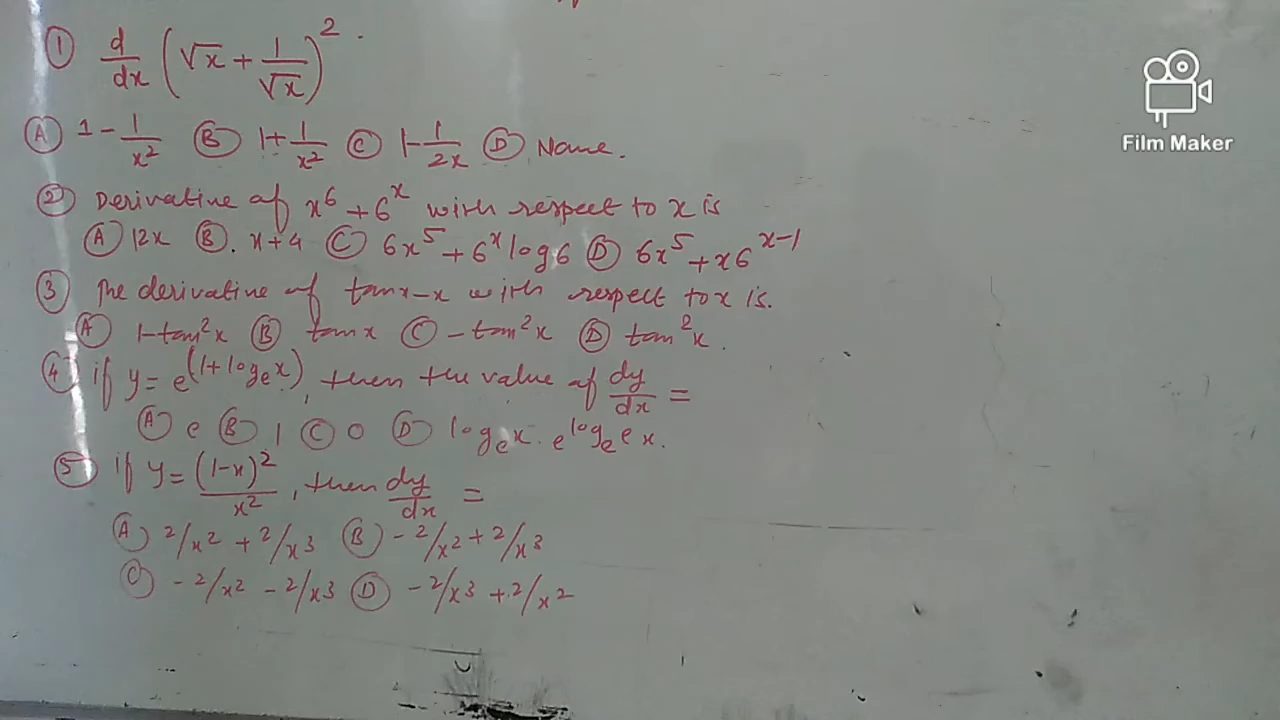 ① d/dx (√x + 1/√x)².
Ⓐ 1 - 1/x² Ⓑ 1 + 1/x² Ⓒ 1 - 1/2x Ⓓ None.
② Derivative of x⁶ + 6ˣ with respect to x is
Ⓐ 12x Ⓑ. x+4 Ⓒ 6x⁵ + 6ˣ log 6 Ⓓ 6x⁵ + x6ˣ⁻¹
③ The derivative of tanx-x with respect to x is.
Ⓐ 1-tan²x Ⓑ tan x Ⓒ -tan²x Ⓓ tan²x.
④ if y = e^(1+logₑx), then the value of dy/dx =
Ⓐ e Ⓑ 1 Ⓒ 0 Ⓓ logₑx. e^logₑ e x.
⑤ if y = (1-x)²/x², then dy/dx =
Ⓐ 2/x² + 2/x3 Ⓑ -2/x2 + 2/x3
Ⓒ -2/x2 - 2/x3 Ⓓ -2/x3 + 2/x2
Film Maker